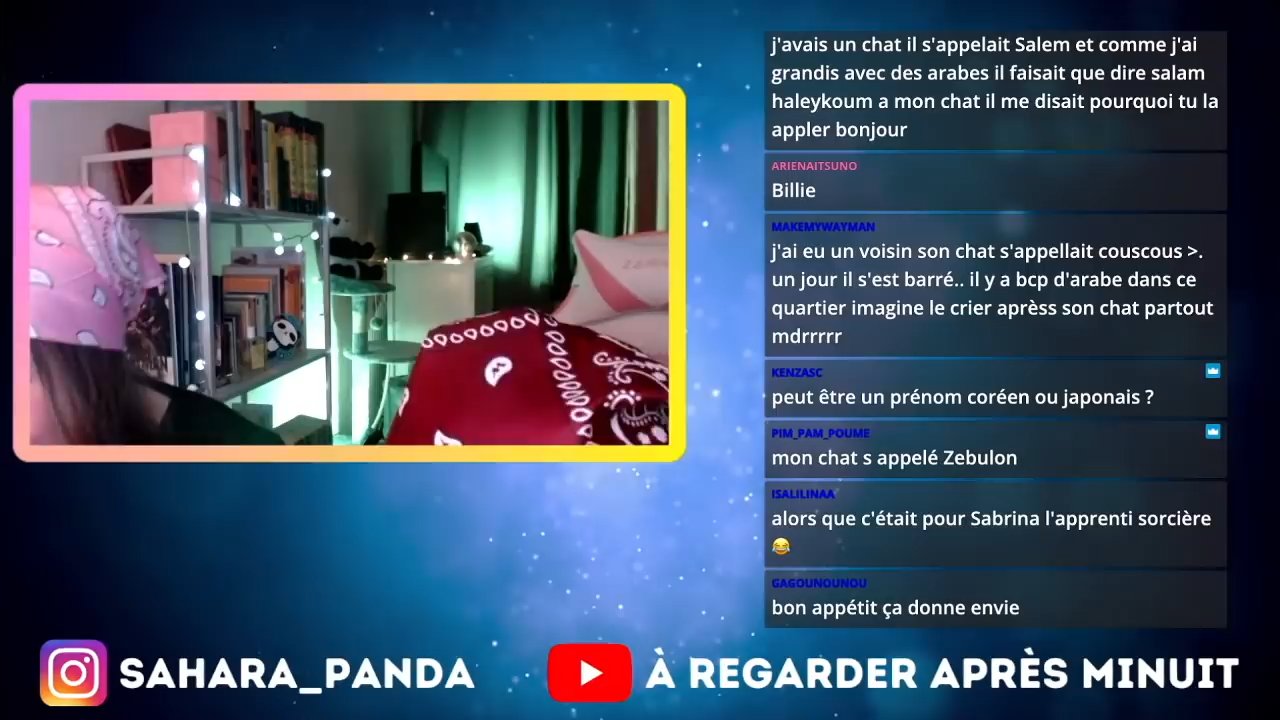 j'avais un chat il s'appelait Salem et comme j'ai
grandis avec des arabes il faisait que dire salam
haleykoum a mon chat il me disait pourquoi tu la
appler bonjour
ARIENAITSUNO
Billie
MAKEMYWAYMAN
j'ai eu un voisin son chat s'appellait couscous >.
un jour il s'est barré.. il y a bcp d'arabe dans ce
quartier imagine le crier aprèss son chat partout
mdrrrrr
KENZASC
peut être un prénom coréen ou japonais ?
PIM_PAM_POUME
mon chat s appelé Zebulon
ISALILINAA
alors que c'était pour Sabrina l'apprenti sorcière
😂
GAGOUNOUNOU
bon appétit ça donne envie
SAHARA_PANDA
À REGARDER APRÈS MINUIT